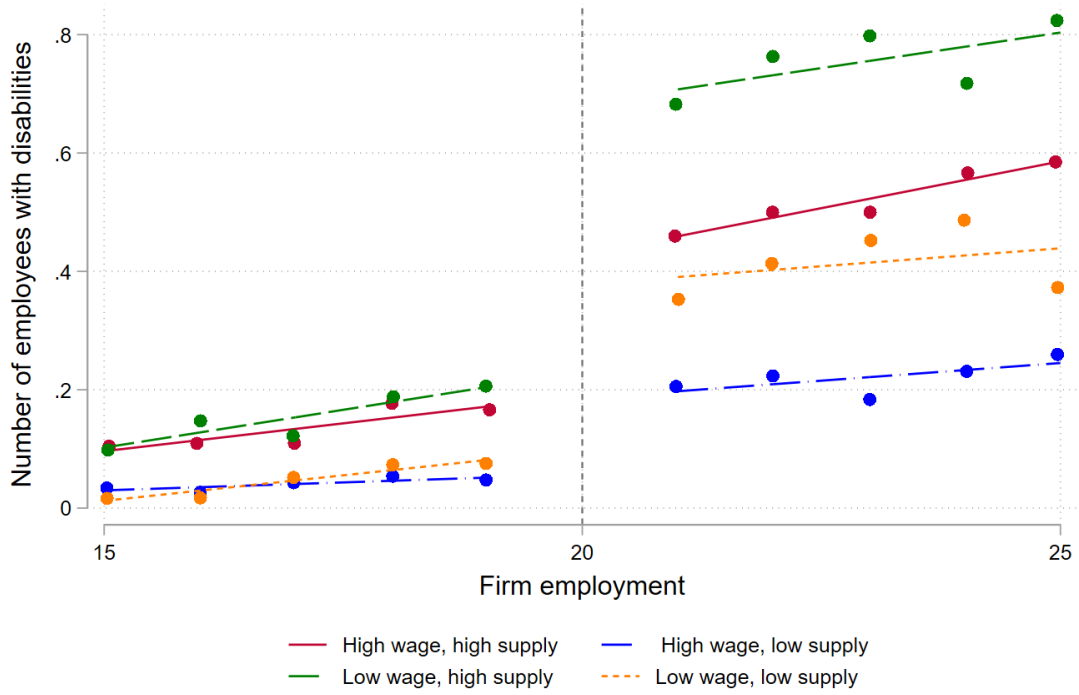 Number of employees with disabilities
.8
.6
.4
.2
0
15 20 25
Firm employment
High wage, high supply High wage, low supply
Low wage, high supply Low wage, low supply